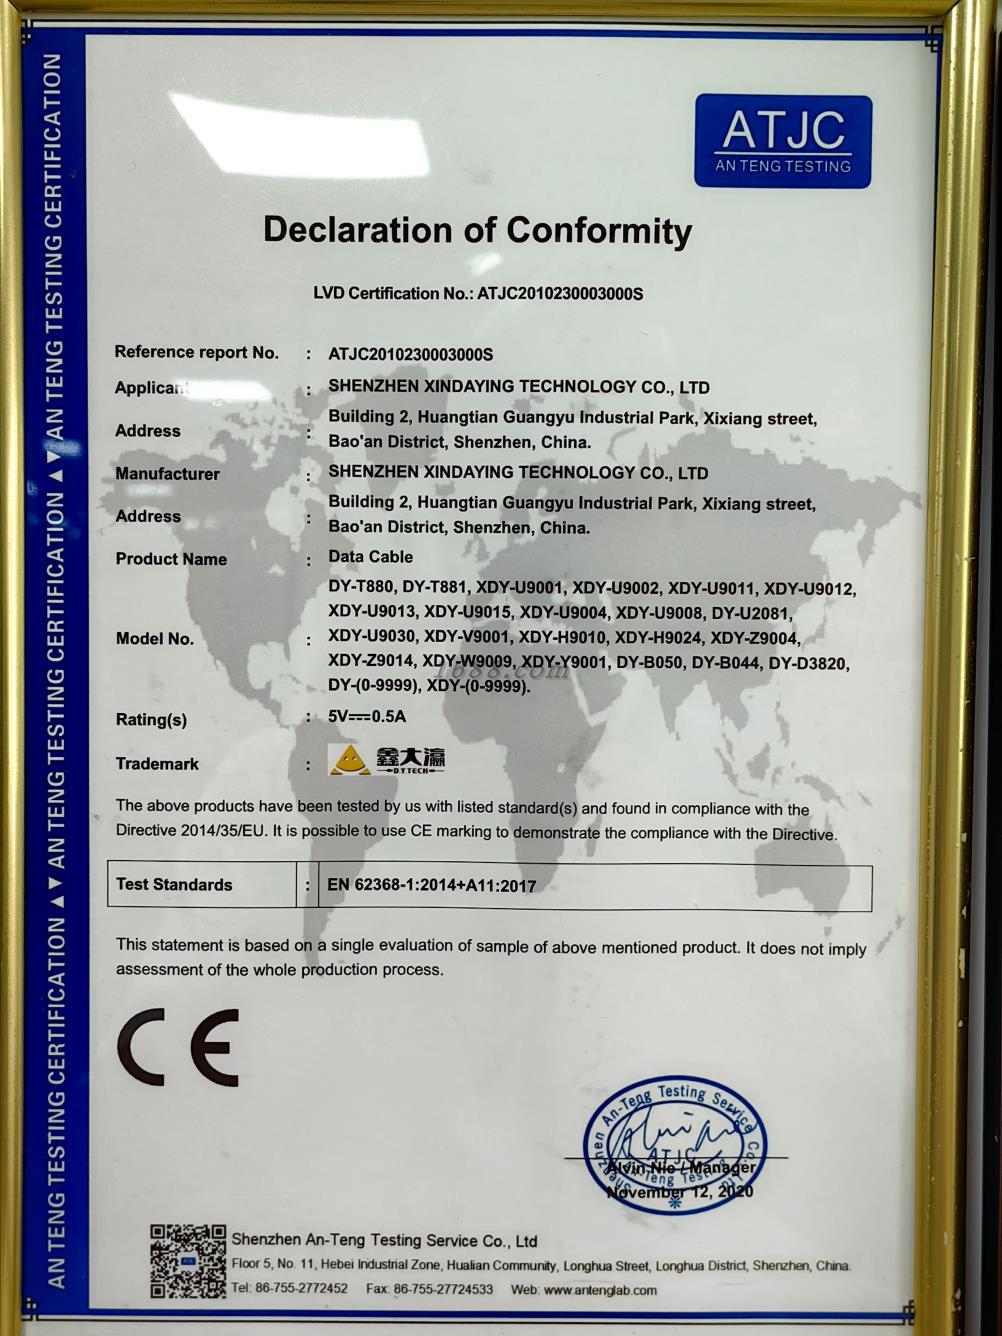 ATJC
AN TENG TESTING
AN TENG TESTING CERTIFICATION ▲▼ AN TENG TESTING CERTIFICATION ▲▼ AN TENG TESTING CERTIFICATION
Declaration of Conformity
LVD Certification No.: ATJC2010230003000S
Reference report No. : ATJC2010230003000S
Applicant : SHENZHEN XINDAYING TECHNOLOGY CO., LTD
Address : Building 2, Huangtian Guangyu Industrial Park, Xixiang street,
Bao'an District, Shenzhen, China.
Manufacturer : SHENZHEN XINDAYING TECHNOLOGY CO., LTD
Address : Building 2, Huangtian Guangyu Industrial Park, Xixiang street,
Bao'an District, Shenzhen, China.
Product Name : Data Cable
DY-T880, DY-T881, XDY-U9001, XDY-U9002, XDY-U9011, XDY-U9012,
XDY-U9013, XDY-U9015, XDY-U9004, XDY-U9008, DY-U2081,
Model No. : XDY-U9030, XDY-V9001, XDY-H9010, XDY-H9024, XDY-Z9004,
XDY-Z9014, XDY-W9009, XDY-Y9001, DY-B050, DY-B044, DY-D3820,
1688.com
DY-(0-9999), XDY-(0-9999).
Rating(s) : 5V⎓0.5A
Trademark : 鑫大瀛
D.Y.TECH
The above products have been tested by us with listed standard(s) and found in compliance with the
Directive 2014/35/EU. It is possible to use CE marking to demonstrate the compliance with the Directive.
Test Standards : EN 62368-1:2014+A11:2017
This statement is based on a single evaluation of sample of above mentioned product. It does not imply
assessment of the whole production process.
CE
Shenzhen An-Teng Testing Service Co., Ltd
ATJC
An-Teng Testing
Alvin Nie / Manager
November 12, 2020
Shenzhen An-Teng Testing Service Co., Ltd
Floor 5, No. 11, Hebei Industrial Zone, Hualian Community, Longhua Street, Longhua District, Shenzhen, China.
Tel: 86-755-2772452 Fax: 86-755-27724533 Web: www.antenglab.com